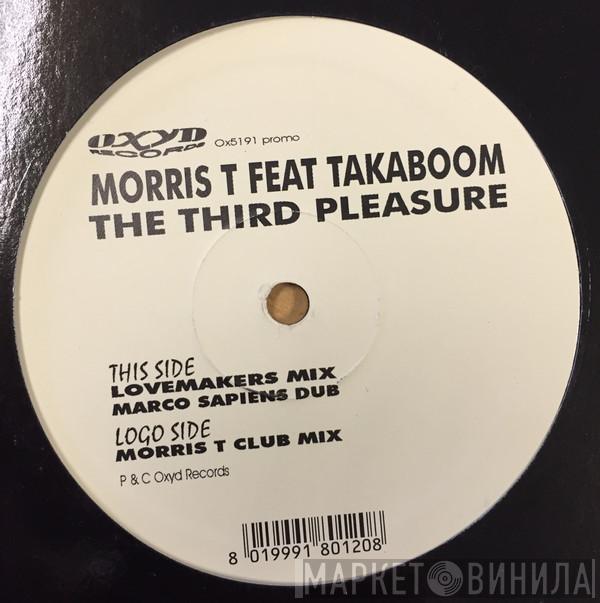 OXYD
RECORDS
Ox5191 promo
MORRIS T FEAT TAKABOOM
THE THIRD PLEASURE
THIS SIDE
LOVEMAKERS MIX
MARCO SAPIENS DUB
LOGO SIDE
MORRIS T CLUB MIX
P & C Oxyd Records
8 019991 801208
МАРКЕТ ВИНИЛА